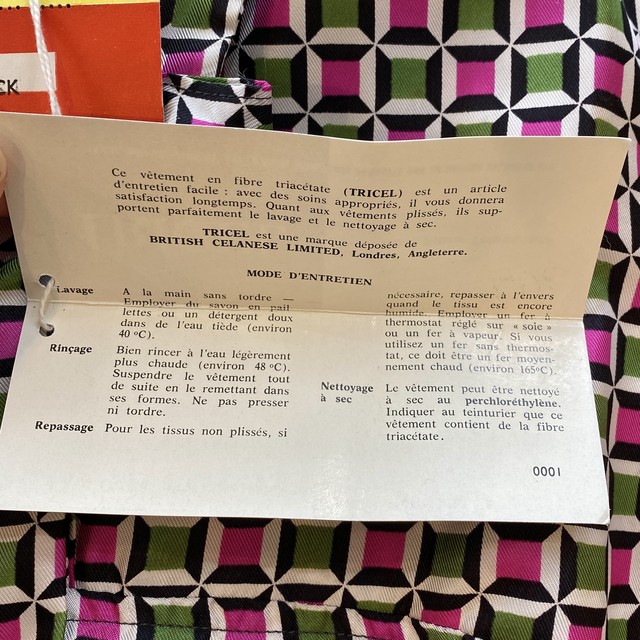 CK
Ce vêtement en fibre triacétate (TRICEL) est un article
d'entretien facile : avec des soins appropriés, il vous donnera
satisfaction longtemps. Quant aux vêtements plissés, ils sup-
portent parfaitement le lavage et le nettoyage à sec.
TRICEL est une marque déposée de
BRITISH CELANESE LIMITED, Londres, Angleterre.
MODE D'ENTRETIEN
Lavage A la main sans tordre —
Employer du savon en pail
lettes ou un détergent doux
dans de l'eau tiède (environ
40 ºC).
Rinçage Bien rincer à l'eau légèrement
plus chaude (environ 48 ºC).
Suspendre le vêtement tout
de suite en le remettant dans
ses formes. Ne pas presser
ni tordre.
Repassage Pour les tissus non plissés, si
nécessaire, repasser à l'envers
quand le tissu est encore
humide. Employer un fer à
thermostat réglé sur « soie »
ou un fer à vapeur. Si vous
utilisez un fer sans thermos-
tat, ce doit être un fer moyen-
nement chaud (environ 165ºC).
Nettoyage à sec Le vêtement peut être nettoyé
à sec au perchloréthylène.
Indiquer au teinturier que ce
vêtement contient de la fibre
triacétate.
0001